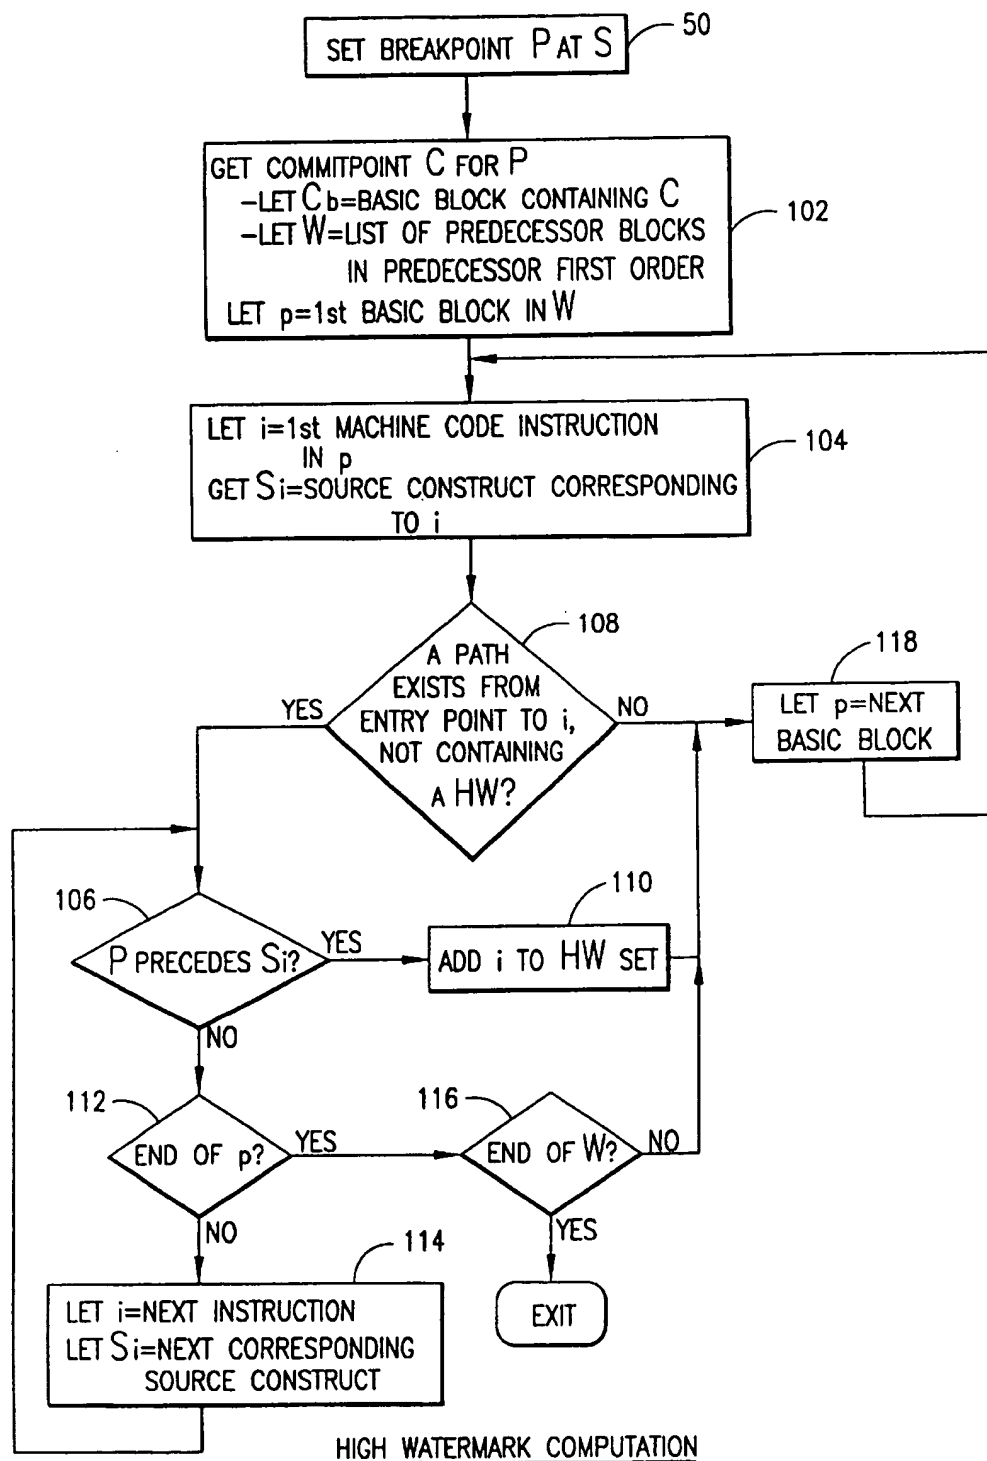 SET BREAKPOINT P AT S
50
GET COMMITPOINT C FOR P
-LET Cb=BASIC BLOCK CONTAINING C
-LET W=LIST OF PREDECESSOR BLOCKS
IN PREDECESSOR FIRST ORDER
LET p=1st BASIC BLOCK IN W
102
LET i=1st MACHINE CODE INSTRUCTION
IN p
GET Si=SOURCE CONSTRUCT CORRESPONDING
TO i
104
108
A PATH
EXISTS FROM
ENTRY POINT TO i,
NOT CONTAINING
A HW?
YES
NO
118
LET p=NEXT
BASIC BLOCK
106
P PRECEDES Si?
YES
NO
110
ADD i TO HW SET
112
END OF p?
YES
NO
116
END OF W?
NO
YES
114
LET i=NEXT INSTRUCTION
LET Si=NEXT CORRESPONDING
SOURCE CONSTRUCT
EXIT
HIGH WATERMARK COMPUTATION